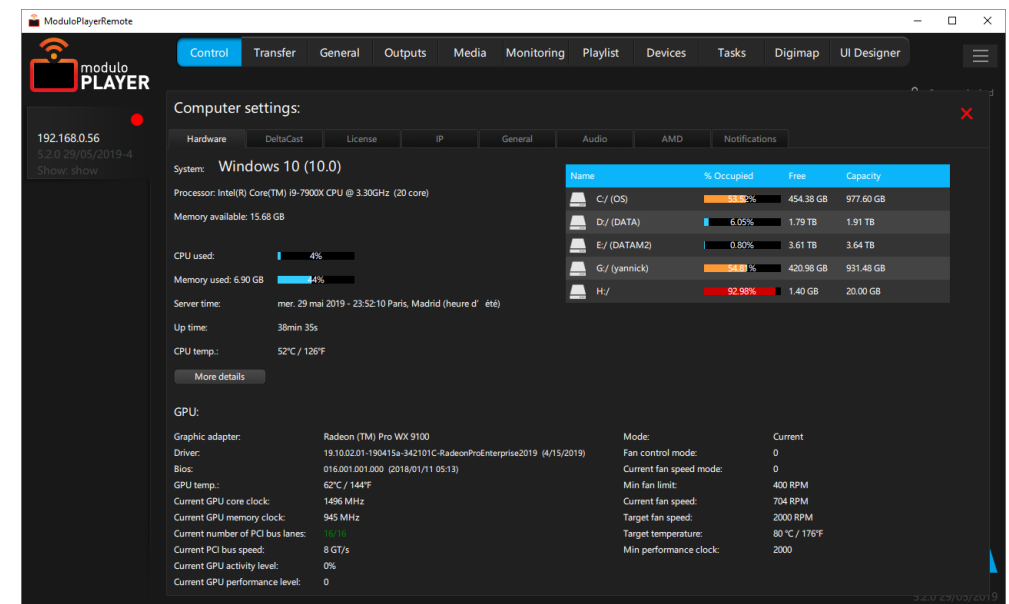 ModuloPlayerRemote
modulo
PLAYER
Control Transfer General Outputs Media Monitoring Playlist Devices Tasks Digimap UI Designer
192.168.0.56
5.2.0 29/05/2019-4
Show: show
Computer settings:
Hardware DeltaCast License IP General Audio AMD Notifications
System: Windows 10 (10.0)
Processor: Intel(R) Core(TM) i9-7900X CPU @ 3.30GHz (20 core)
Memory available: 15.68 GB
CPU used: 4%
Memory used: 6.90 GB 44%
Server time: mer. 29 mai 2019 - 23:52:10 Paris, Madrid (heure d’ été)
Up time: 38min 35s
CPU temp.: 52°C / 126°F
More details
Name % Occupied Free Capacity
C:/ (OS) 53.52% 454.38 GB 977.60 GB
D:/ (DATA) 6.05% 1.79 TB 1.91 TB
E:/ (DATAM2) 0.80% 3.61 TB 3.64 TB
G:/ (yannick) 54.81% 420.98 GB 931.48 GB
H:/ 92.98% 1.40 GB 20.00 GB
GPU:
Graphic adapter: Radeon (TM) Pro WX 9100
Driver: 19.10.02.01-190415a-342101C-RadeonProEnterprise2019 (4/15/2019)
Bios: 016.001.001.000 (2018/01/11 05:13)
GPU temp.: 62°C / 144°F
Current GPU core clock: 1496 MHz
Current GPU memory clock: 945 MHz
Current number of PCI bus lanes: 16/16
Current PCI bus speed: 8 GT/s
Current GPU activity level: 0%
Current GPU performance level: 0
Mode: Current
Fan control mode: 0
Current fan speed mode: 0
Min fan limit: 400 RPM
Current fan speed: 704 RPM
Target fan speed: 2000 RPM
Target temperature: 80 °C / 176°F
Min performance clock: 2000
5.2.0 29/05/2019